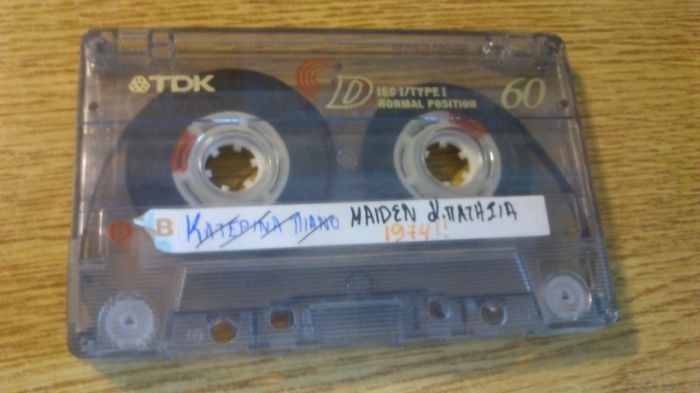 TDK
D IEC I/TYPE I
NORMAL POSITION
60
B ΚΑΤΕΡΙΝΑ ΠΙΑΝΟ MAIDEN Κ.ΠΑΤΗΣΙΑ
1974!!